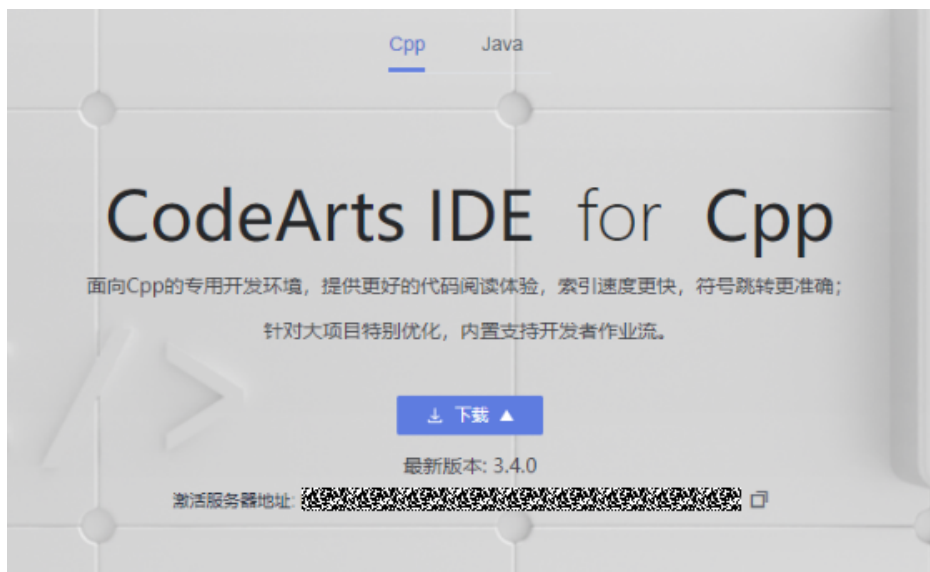 Cpp Java
CodeArts IDE for Cpp
面向Cpp的专用开发环境，提供更好的代码阅读体验，索引速度更快，符号跳转更准确；
针对大项目特别优化，内置支持开发者作业流。
下载
最新版本: 3.4.0
激活服务器地址: